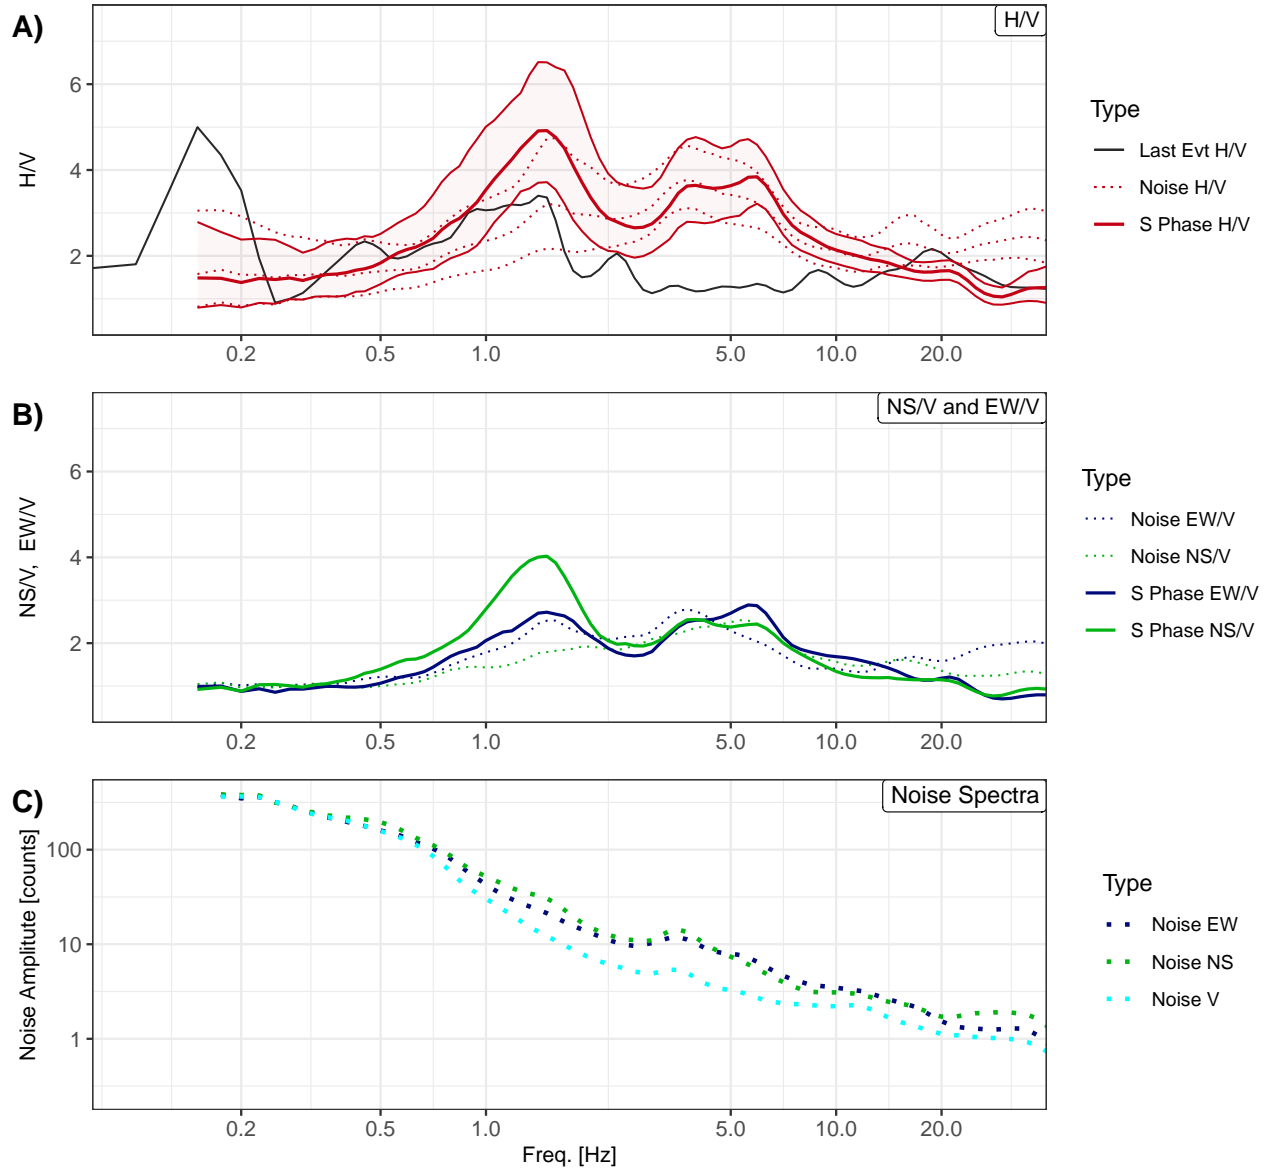 A)
H/V
6
4
2
H/V
0.2 0.5 1.0 5.0 10.0 20.0
Type
Last Evt H/V
Noise H/V
S Phase H/V
B)
NS/V and EW/V
6
4
2
NS/V, EW/V
0.2 0.5 1.0 5.0 10.0 20.0
Type
Noise EW/V
Noise NS/V
S Phase EW/V
S Phase NS/V
C)
Noise Spectra
100
10
1
Noise Amplitute [counts]
0.2 0.5 1.0 5.0 10.0 20.0
Freq. [Hz]
Type
Noise EW
Noise NS
Noise V